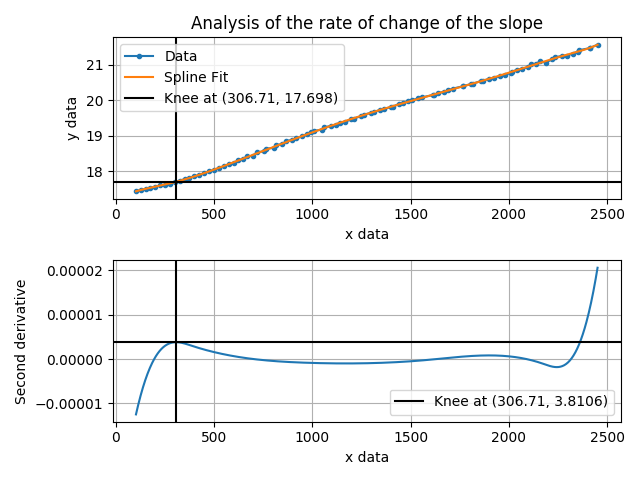 Analysis of the rate of change of the slope
Data
Spline Fit
Knee at (306.71, 17.698)
y data
21
20
19
18
0 500 1000 1500 2000 2500
x data
Second derivative
0.00002
0.00001
0.00000
−0.00001
Knee at (306.71, 3.8106)
0 500 1000 1500 2000 2500
x data